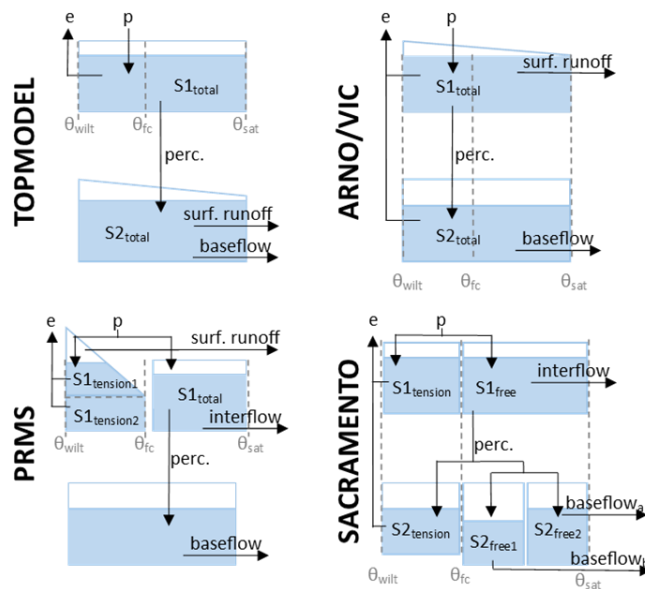 TOPMODEL
e
p
S1total
θwilt
θfc
θsat
perc.
surf. runoff
S2total
baseflow
ARNO/VIC
e
p
surf. runoff
S1total
perc.
S2total
baseflow
θwilt
θfc
θsat
PRMS
e
p
surf. runoff
S1tension1
S1total
S1tension2
interflow
θwilt
θfc
θsat
perc.
baseflow
SACRAMENTO
e
p
interflow
S1tension
S1free
perc.
baseflowa
S2tension
S2free1
S2free2
baseflow
θwilt
θfc
θsat